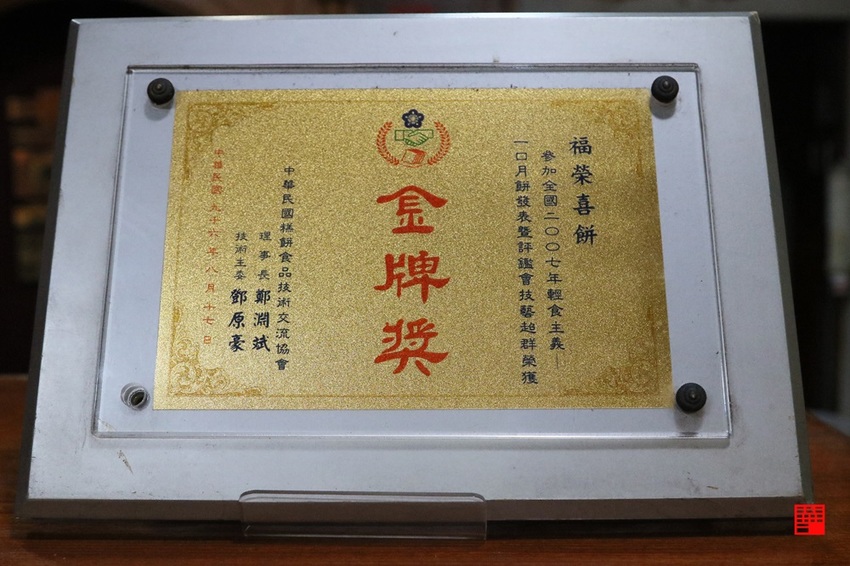 福榮喜餅
參加全國二〇〇七年輕食主義—
一口月餅發表暨評鑑會技藝超群榮獲
金牌獎
中華民國糕餅食品技術交流協會
理事長 鄭淵斌
技術主委 鄧原豪
中華民國九十六年八月十七日